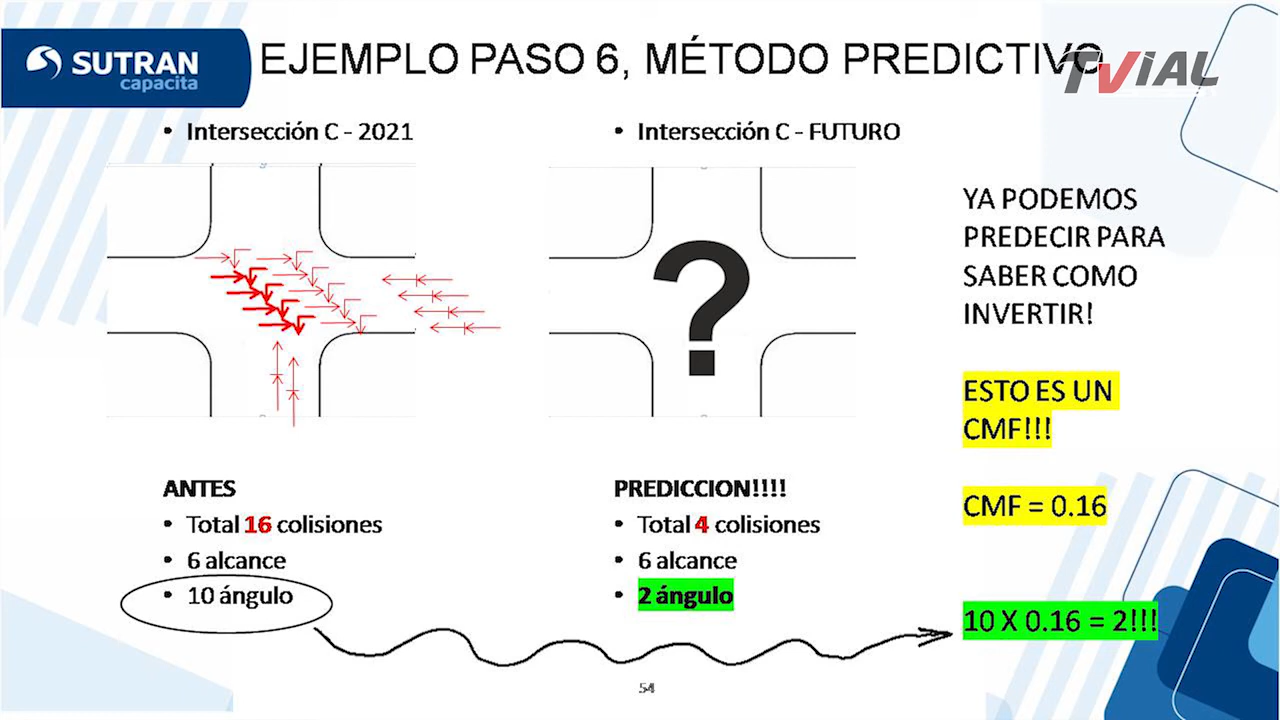 SUTRAN
capacita
EJEMPLO PASO 6, MÉTODO PREDICTIVO
TVIAL
• Intersección C - 2021
• Intersección C - FUTURO
?
YA PODEMOS
PREDECIR PARA
SABER COMO
INVERTIR!
ESTO ES UN
CMF!!!
CMF = 0.16
10 X 0.16 = 2!!!
ANTES
• Total 16 colisiones
• 6 alcance
• 10 ángulo
PREDICCION!!!!
• Total 4 colisiones
• 6 alcance
• 2 ángulo
54